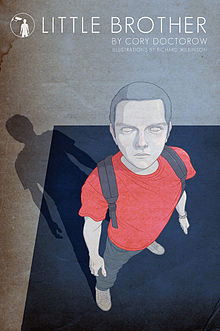 LITTLE BROTHER
BY CORY DOCTOROW
ILLUSTRATIONS BY RICHARD WILKINSON